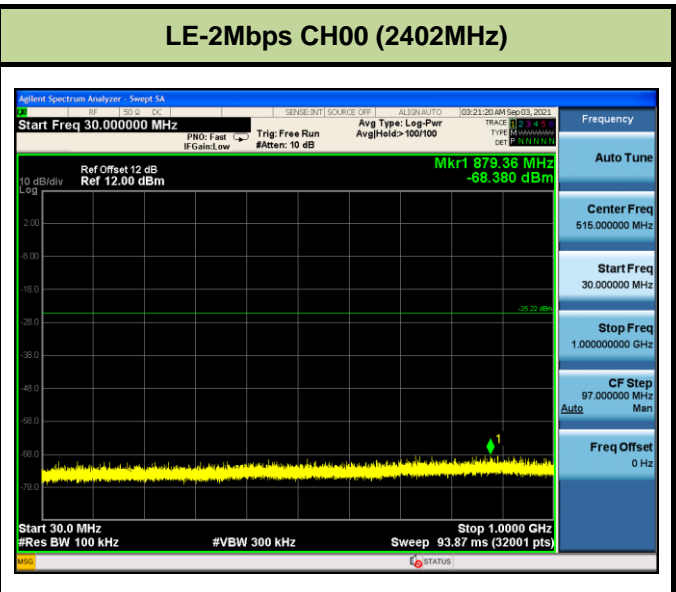 LE-2Mbps CH00 (2402MHz)
Agilent Spectrum Analyzer - Swept SA
RF 50 Ω DC SENSE:INT SOURCE OFF ALIGN AUTO 03:21:20 AM Sep 03, 2021
Start Freq 30.000000 MHz
PNO: Fast
IFGain:Low
Trig: Free Run
#Atten: 10 dB
Avg Type: Log-Pwr
Avg|Hold:> 100/100
TRACE 1 2 3 4 5 6
TYPE M
DET P N N N N N
Frequency
Auto Tune
Center Freq
515.000000 MHz
Start Freq
30.000000 MHz
Stop Freq
1.000000000 GHz
CF Step
97.000000 MHz
Auto Man
Freq Offset
0 Hz
Mkr1 879.36 MHz
-68.380 dBm
Ref Offset 12 dB
10 dB/div Ref 12.00 dBm
Log
2.00
-8.00
-18.0
-25.22 dBm
-28.0
-38.0
-48.0
-58.0
1
-68.0
-78.0
Start 30.0 MHz Stop 1.0000 GHz
#Res BW 100 kHz #VBW 300 kHz Sweep 93.87 ms (32001 pts)
MSG STATUS